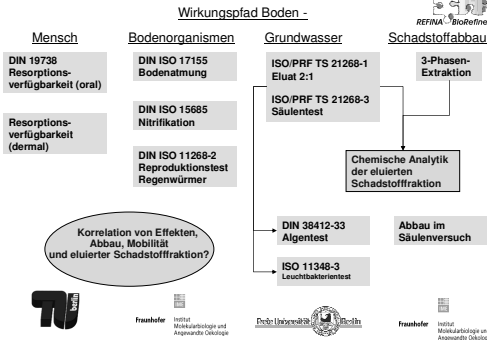 Wirkungspfad Boden -
REFINA BioRefine
Mensch
DIN 19738
Resorptions-
verfügbarkeit (oral)
Resorptions-
verfügbarkeit
(dermal)
Bodenorganismen
DIN ISO 17155
Bodenatmung
DIN ISO 15685
Nitrifikation
DIN ISO 11268-2
Reproduktionstest
Regenwürmer
Grundwasser
ISO/PRF TS 21268-1
Eluat 2:1
ISO/PRF TS 21268-3
Säulentest
Schadstoffabbau
3-Phasen-
Extraktion
Chemische Analytik
der eluierten
Schadstofffraktion
DIN 38412-33
Algentest
ISO 11348-3
Leuchtbakterientest
Abbau im
Säulenversuch
Korrelation von Effekten,
Abbau, Mobilität
und eluierter Schadstofffraktion?
TU berlin
Fraunhofer Institut
Molekularbiologie und
Angewandte Oekologie
Freie Universität Berlin
Fraunhofer Institut
Molekularbiologie un
Angewandte Oekolog